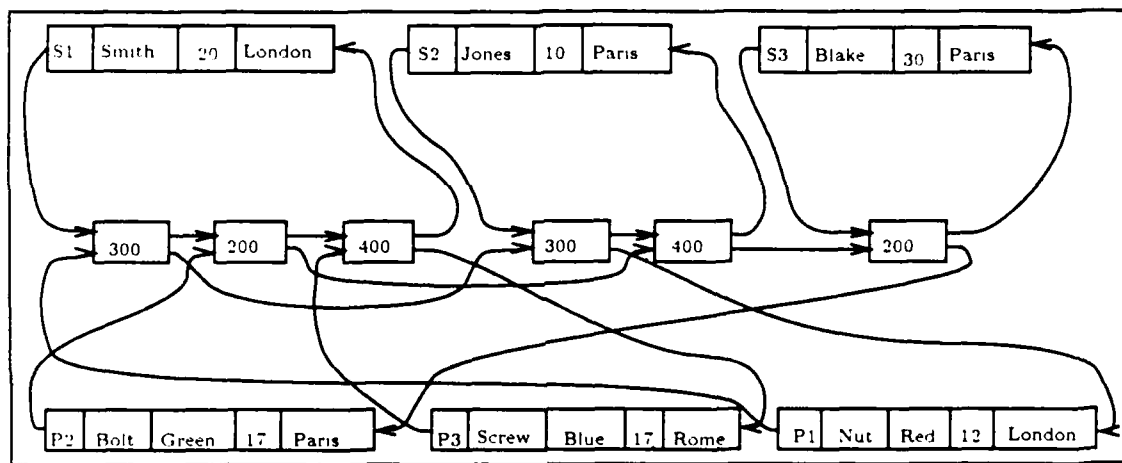 S1 Smith 20 London S2 Jones 10 Paris S3 Blake 30 Paris
300 200 400 300 400 200
P2 Bolt Green 17 Paris P3 Screw Blue 17 Rome P1 Nut Red 12 London